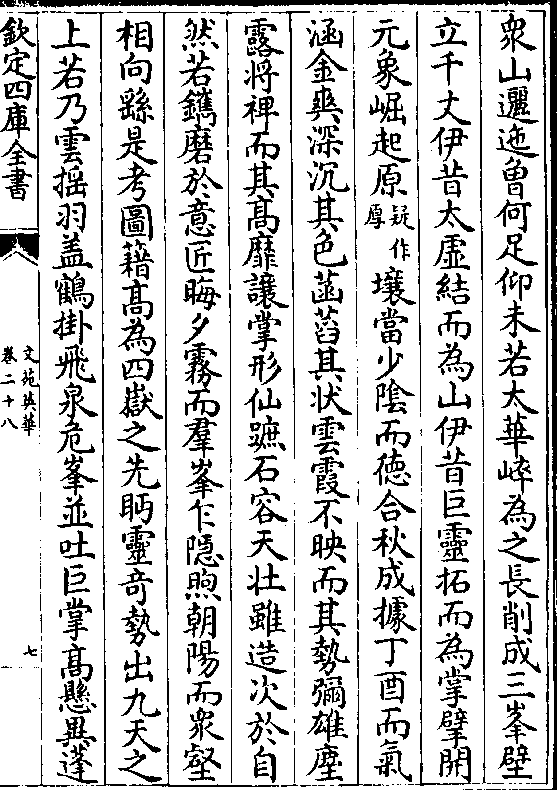 衆山邐迤曾何足仰未若太華崪為之長削成三峯壁
立千丈伊昔太虛結而為山伊昔巨靈拓而為掌擘開
元象崛起原疑作厚壤當少陰而徳合秋成據丁酉而氣
涵金爽深沉其色菡萏其状雲霞不映而其勢彌雄塵
露將裨而其髙靡讓掌形仙蹠石容天壮雖造次於自
然若鐫磨於意匠晦夕霧而羣峯乍隱煦朝陽而衆壑
相向繇是考圖藉髙為四嶽之先眄靈竒勢出九天之
上若乃雲揺羽盖鶴掛飛泉危峯並吐巨掌髙懸異蓬
欽定四庫全書
文苑英華
卷二十八
七